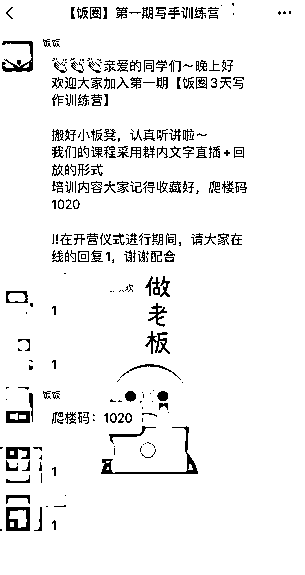 【饭圈】第一期写手训练营
饭饭
亲爱的同学们~晚上好
欢迎大家加入第一期【饭圈3天写
作训练营】
搬好小板凳，认真听讲啦~
我们的课程采用群内文字直播+回
放的形式
培训内容大家记得收藏好，爬楼码
1020
!!在开营仪式进行期间，请大家在
线的回复1，谢谢配合
做
老
板
1
1
饭饭
爬楼码：1020
1
1